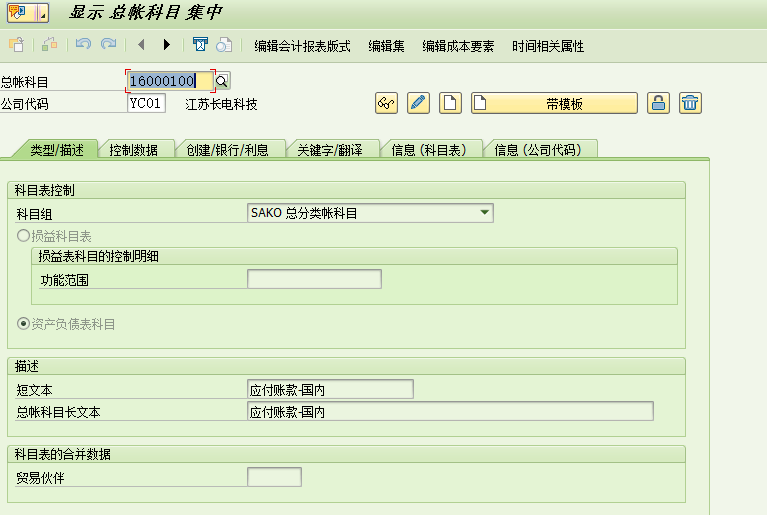 显示 总帐科目 集中
编辑会计报表版式 编辑集 编辑成本要素 时间相关属性
总帐科目 16000100
公司代码 YC01 江苏长电科技 带模板
类型/描述 控制数据 创建/银行/利息 关键字/翻译 信息 (科目表) 信息 (公司代码)
科目表控制
科目组 SAKO 总分类帐科目
损益科目表
损益表科目的控制明细
功能范围
资产负债表科目
描述
短文本 应付账款-国内
总帐科目长文本 应付账款-国内
科目表的合并数据
贸易伙伴